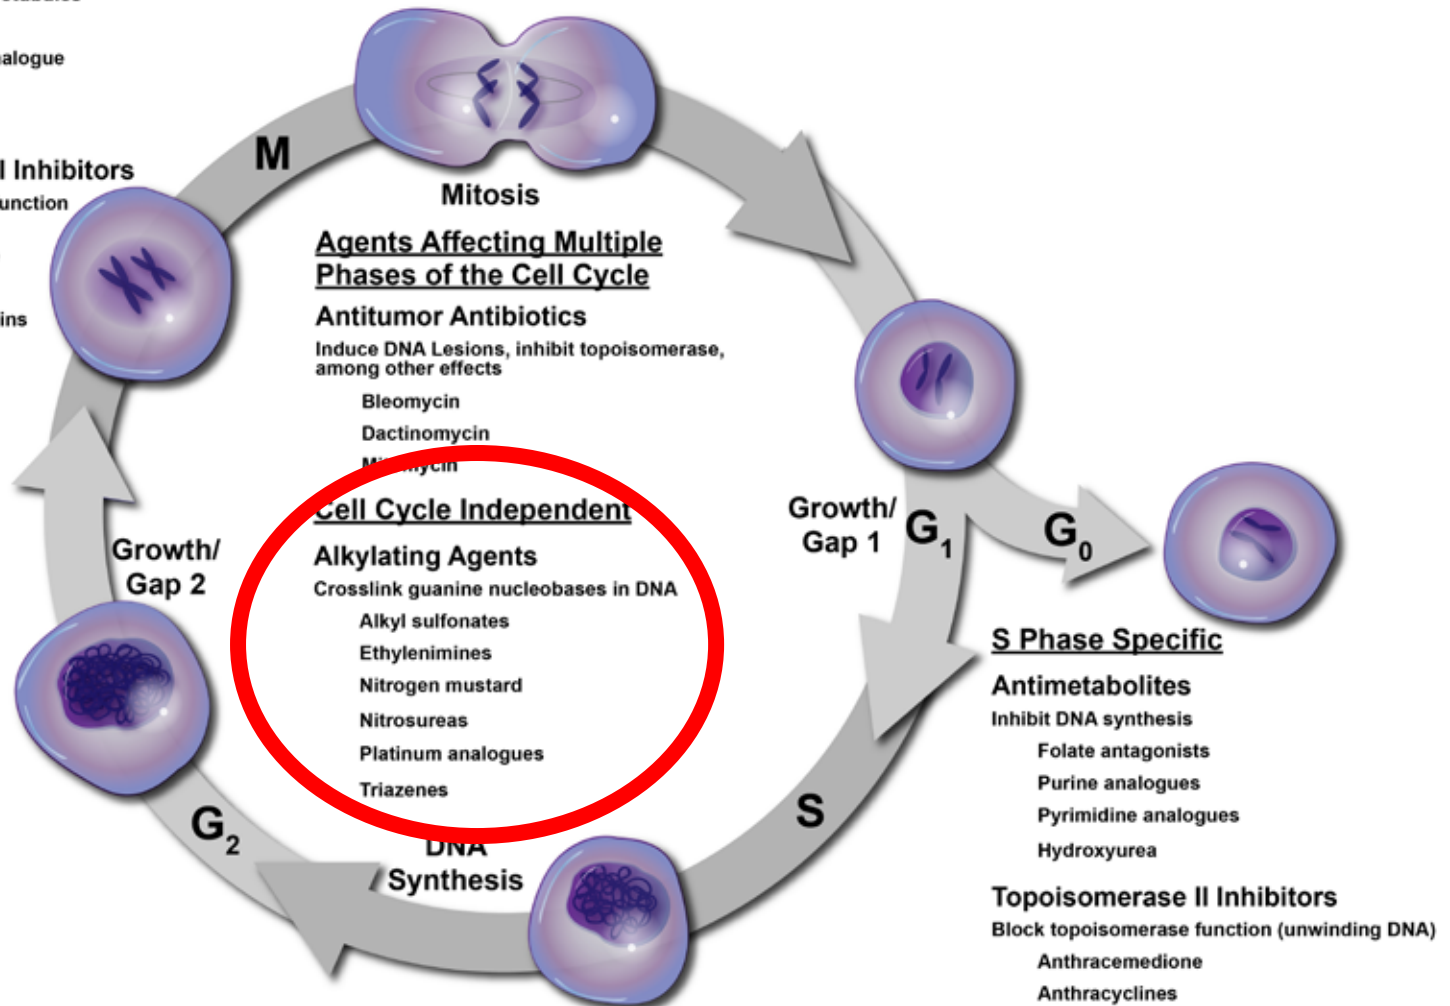 nalogue
M
I Inhibitors
unction
ins
Mitosis
Agents Affecting Multiple
Phases of the Cell Cycle
Antitumor Antibiotics
Induce DNA Lesions, inhibit topoisomerase,
among other effects
Bleomycin
Dactinomycin
Cell Cycle Independent
Alkylating Agents
Crosslink guanine nucleobases in DNA
Alkyl sulfonates
Ethylenimines
Nitrogen mustard
Nitrosureas
Platinum analogues
Triazenes
Growth/
Gap 1
G1
G0
Growth/
Gap 2
G2
DNA
Synthesis
S
S Phase Specific
Antimetabolites
Inhibit DNA synthesis
Folate antagonists
Purine analogues
Pyrimidine analogues
Hydroxyurea
Topoisomerase II Inhibitors
Block topoisomerase function (unwinding DNA)
Anthracemedione
Anthracyclines